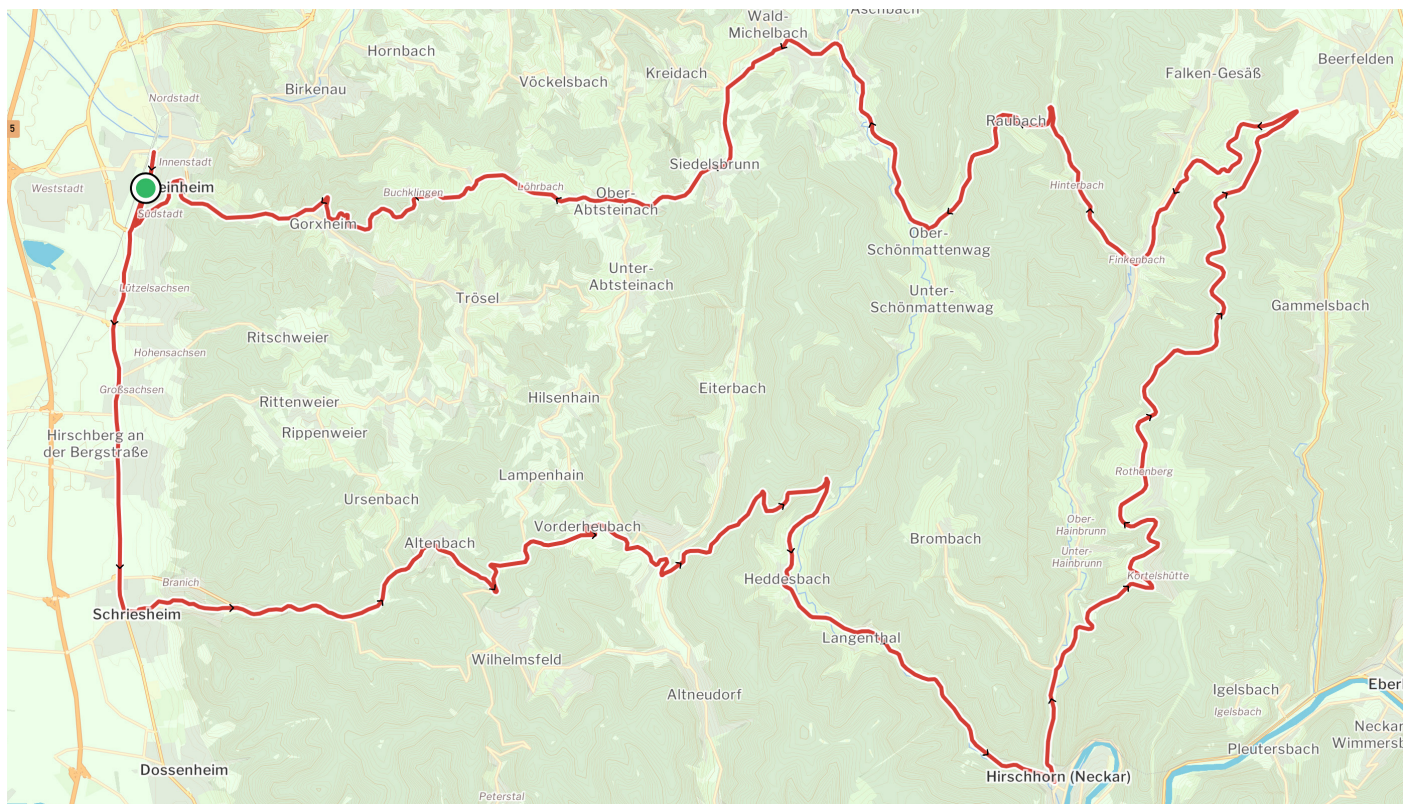 Wald-
Michelbach
Aschbach
Hornbach
Kreidach
Vöckelsbach
Beerfelden
Falken-Gesäß
Birkenau
Nordstadt
5
Raubach
Innenstadt
Siedelsbrunn
Weststadt
einheim
Hinterbach
Löhrbach
Buchklingen
Ober-
Abtsteinach
Südstadt
Gorxheim
Ober-
Schönmattenwag
Finkenbach
Unter-
Abtsteinach
Lützelsachsen
Trösel
Unter-
Schönmattenwag
Gammelsbach
Ritschweier
Hohensachsen
Großsachsen
Eiterbach
Hilsenhain
Rittenweier
Rippenweier
Hirschberg an
der Bergstraße
Rothenberg
Lampenhain
Ursenbach
Vorderheubach
Ober-
Hainbrunn
Altenbach
Brombach
Unter-
Hainbrunn
Kortelshütte
Heddesbach
Branich
Schriesheim
Langenthal
Wilhelmsfeld
Altneudorf
Eber
Igelsbach
Igelsbach
Neckar
Wimmersb
Pleutersbach
Dossenheim
Hirschhorn (Neckar)
Peterstal